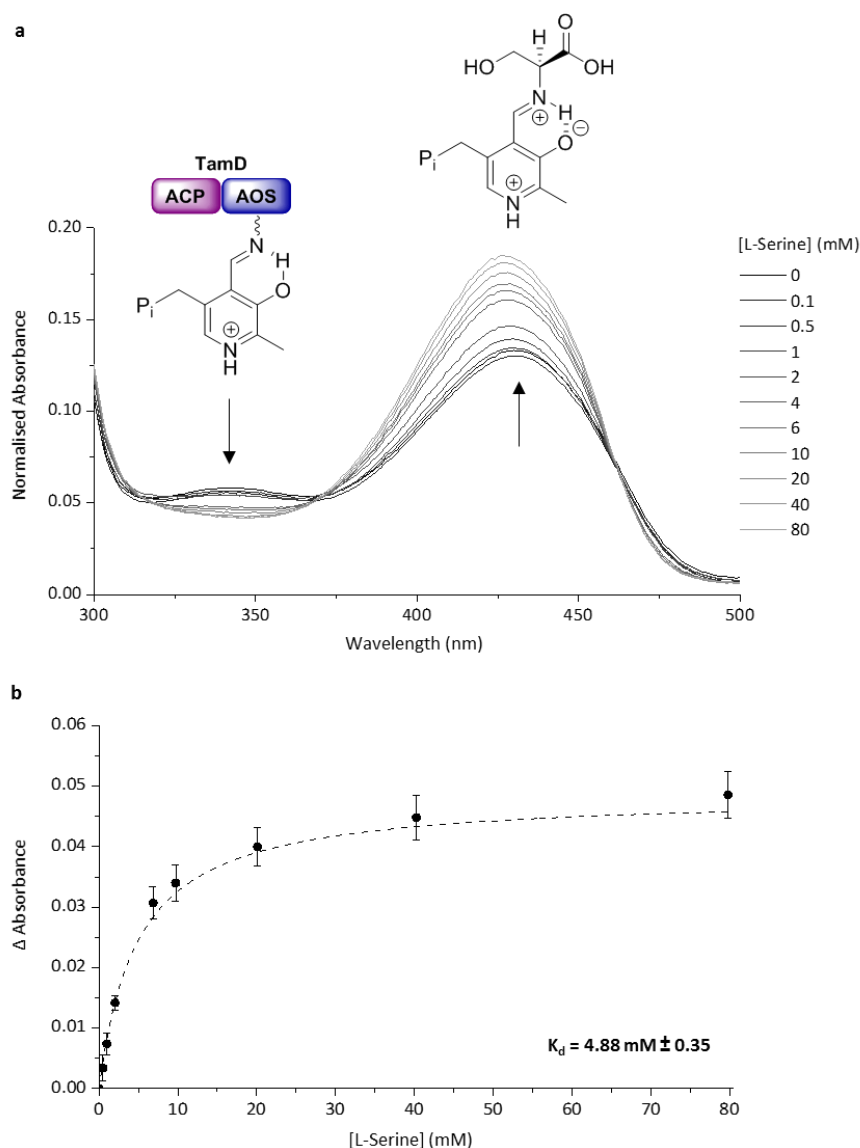 a
H
O
HO
OH
N
H
⊕
⊖
O
Pi
⊕
N
H
TamD
ACP AOS
N
H
O
Pi
⊕
N
H
[L-Serine] (mM)
0
0.1
0.5
1
2
4
6
10
20
40
80
Normalised Absorbance
0.20
0.15
0.10
0.05
0.00
300 350 400 450 500
Wavelength (nm)
b
Δ Absorbance
0.06
0.05
0.04
0.03
0.02
0.01
0.00
Kd = 4.88 mM ± 0.35
0 10 20 30 40 50 60 70 80
[L-Serine] (mM)